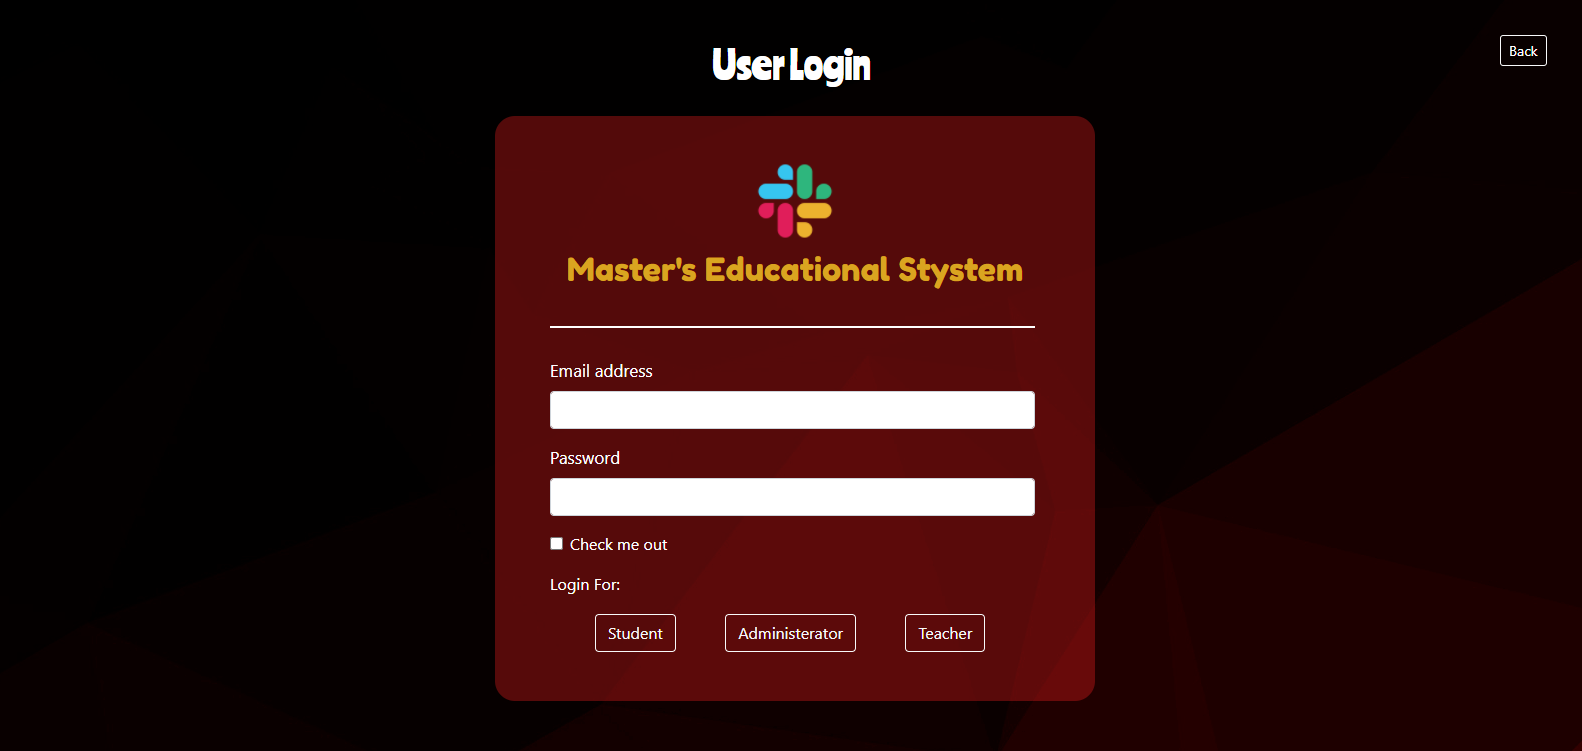 User Login
Back
Master's Educational Stystem
Email address
Password
Check me out
Login For:
Student Administerator Teacher